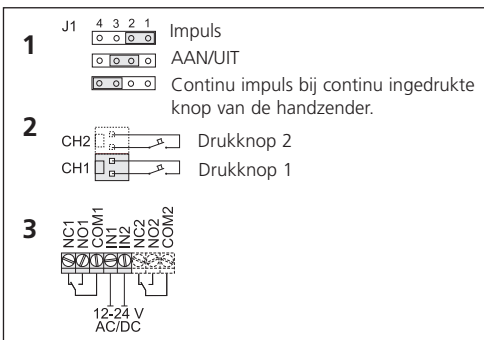 1
J1 4 3 2 1 Impuls
AAN/UIT
Continu impuls bij continu ingedrukte
knop van de handzender.
2
CH2 Drukknop 2
CH1 Drukknop 1
3
NC1 NO1 COM1 IN1 IN2 NC2 NO2 COM2
12-24 V
AC/DC